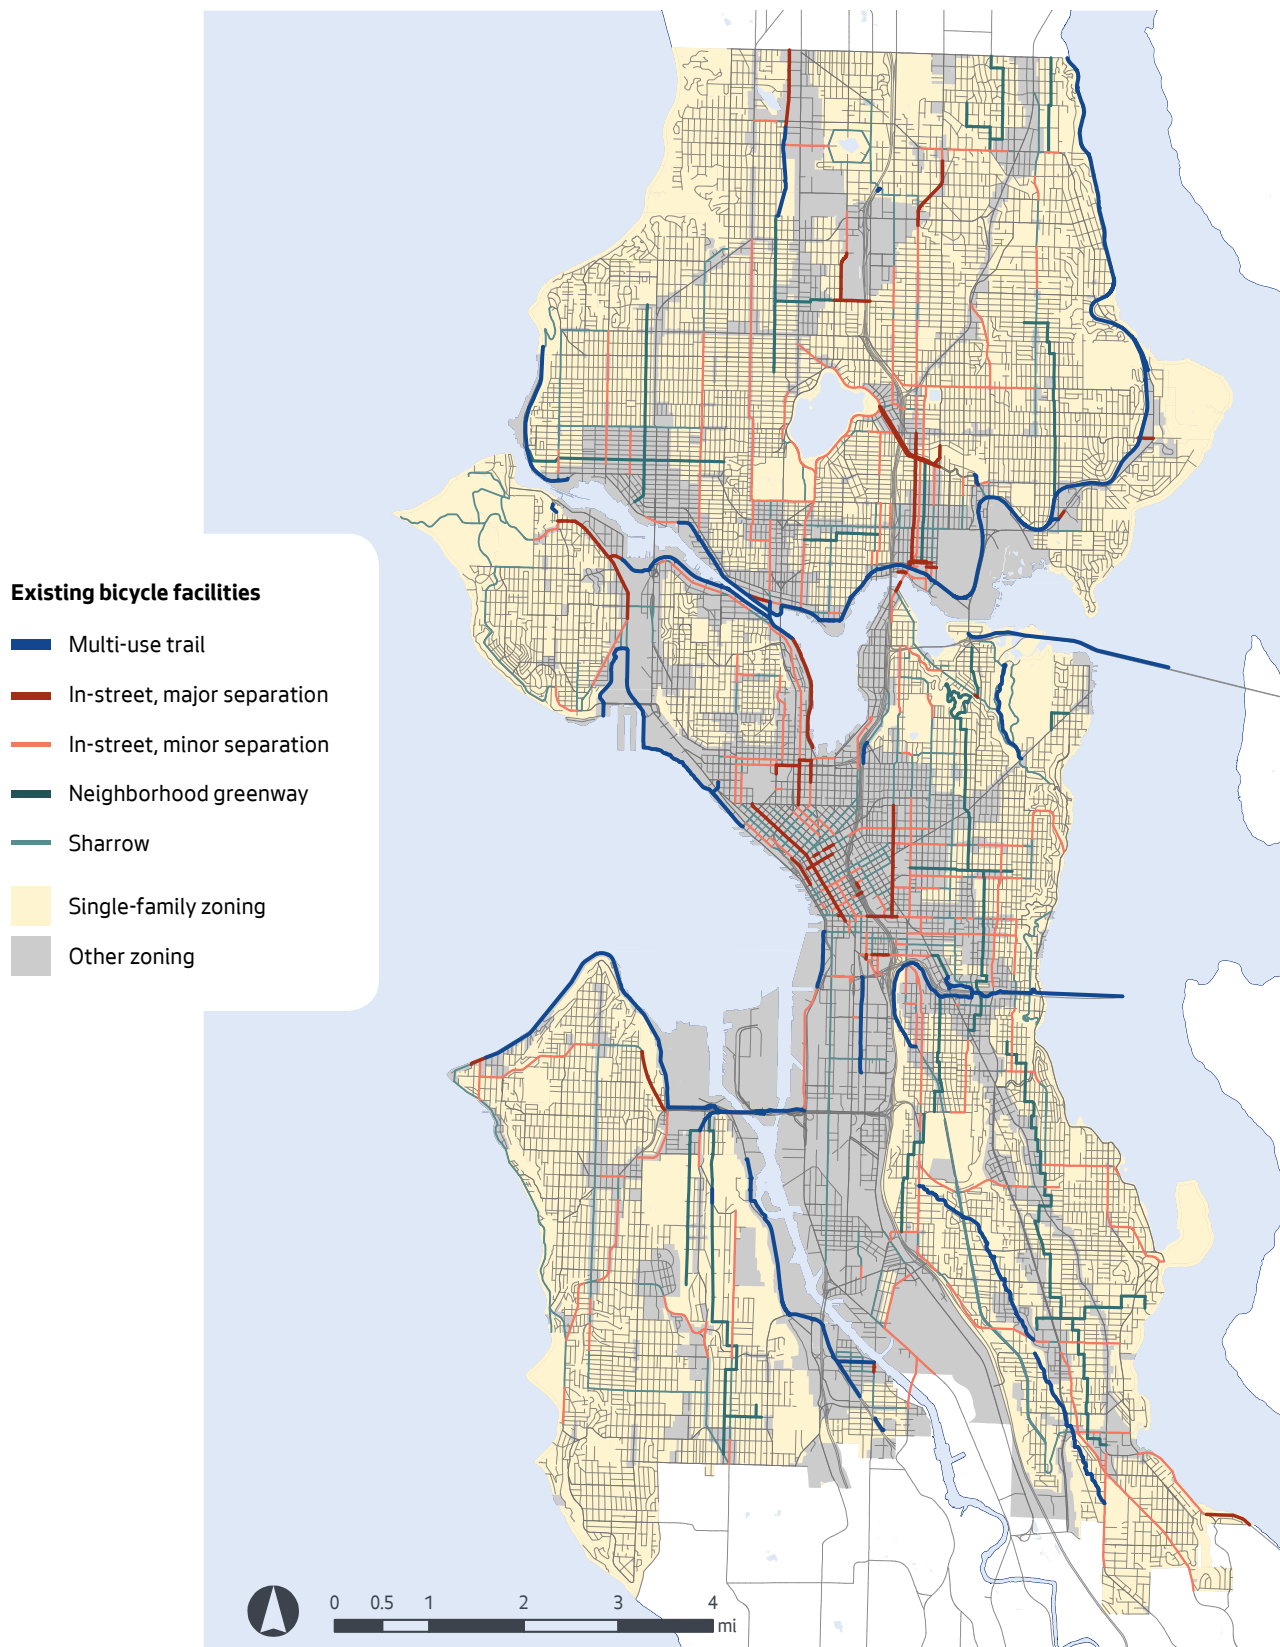 Existing bicycle facilities
Multi-use trail
In-street, major separation
In-street, minor separation
Neighborhood greenway
Sharrow
Single-family zoning
Other zoning
0 0.5 1 2 3 4
mi